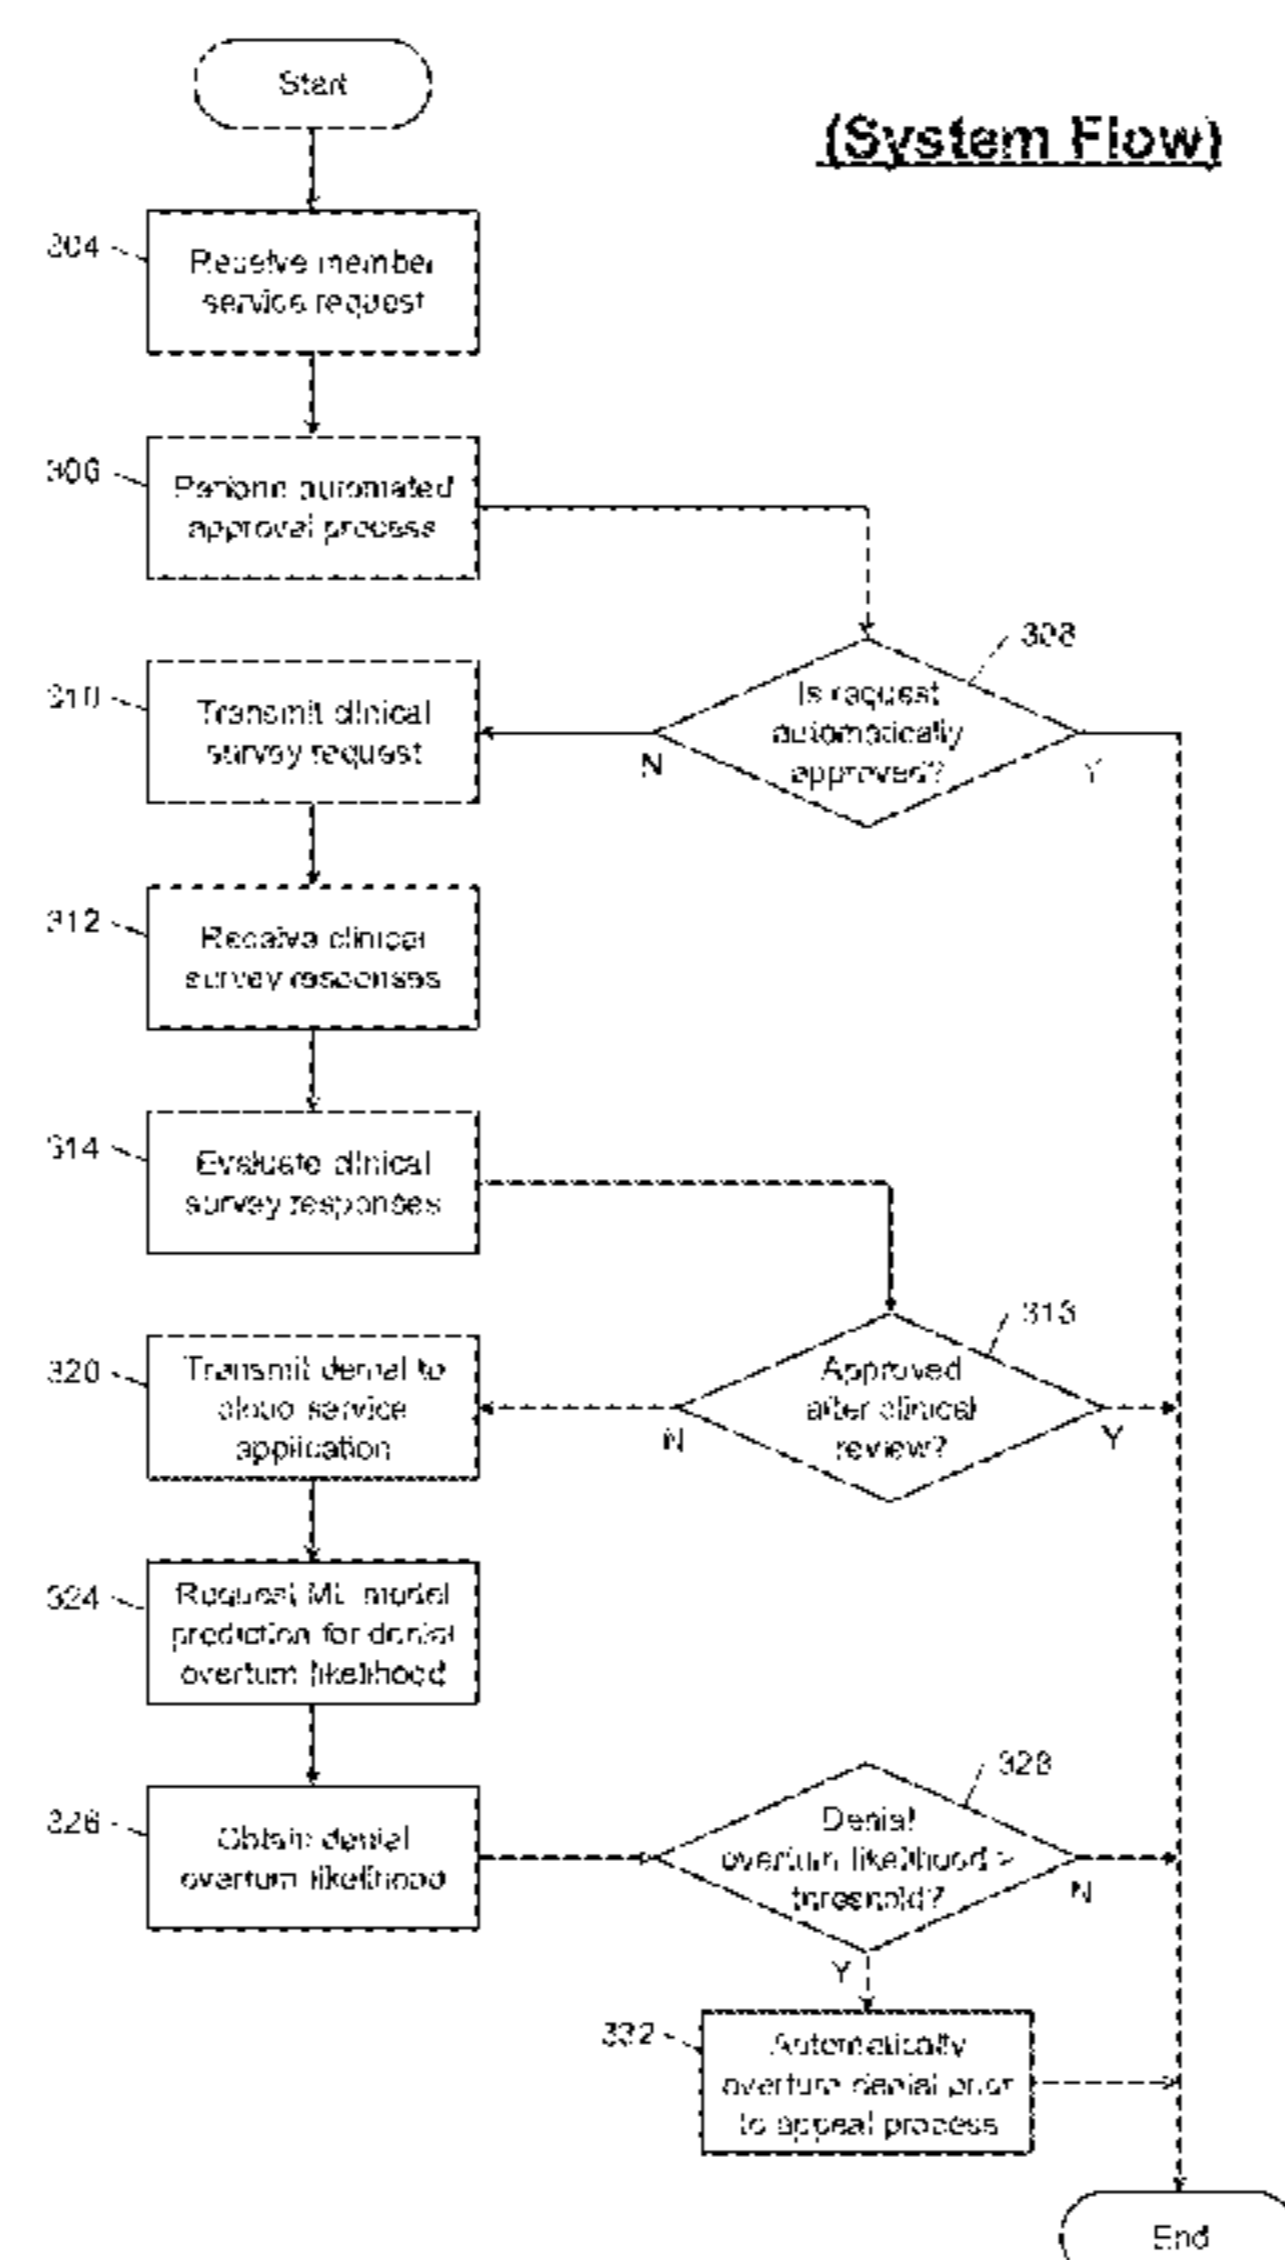 Start
(System Flow)
304
Receive member
service request
306
Perform automated
approval process
308
Is request
automatically
approved?
N
Y
310
Transmit clinical
survey request
312
Receive clinical
survey responses
314
Evaluate clinical
survey responses
318
Approved
after clinical
review?
N
Y
320
Transmit denial to
cloud service
application
324
Request ML model
prediction for denial
overturn likelihood
326
Obtain denial
overturn likelihood
328
Denial
overturn likelihood >
threshold?
N
Y
332
Automatically
overturn denial prior
to appeal process
End